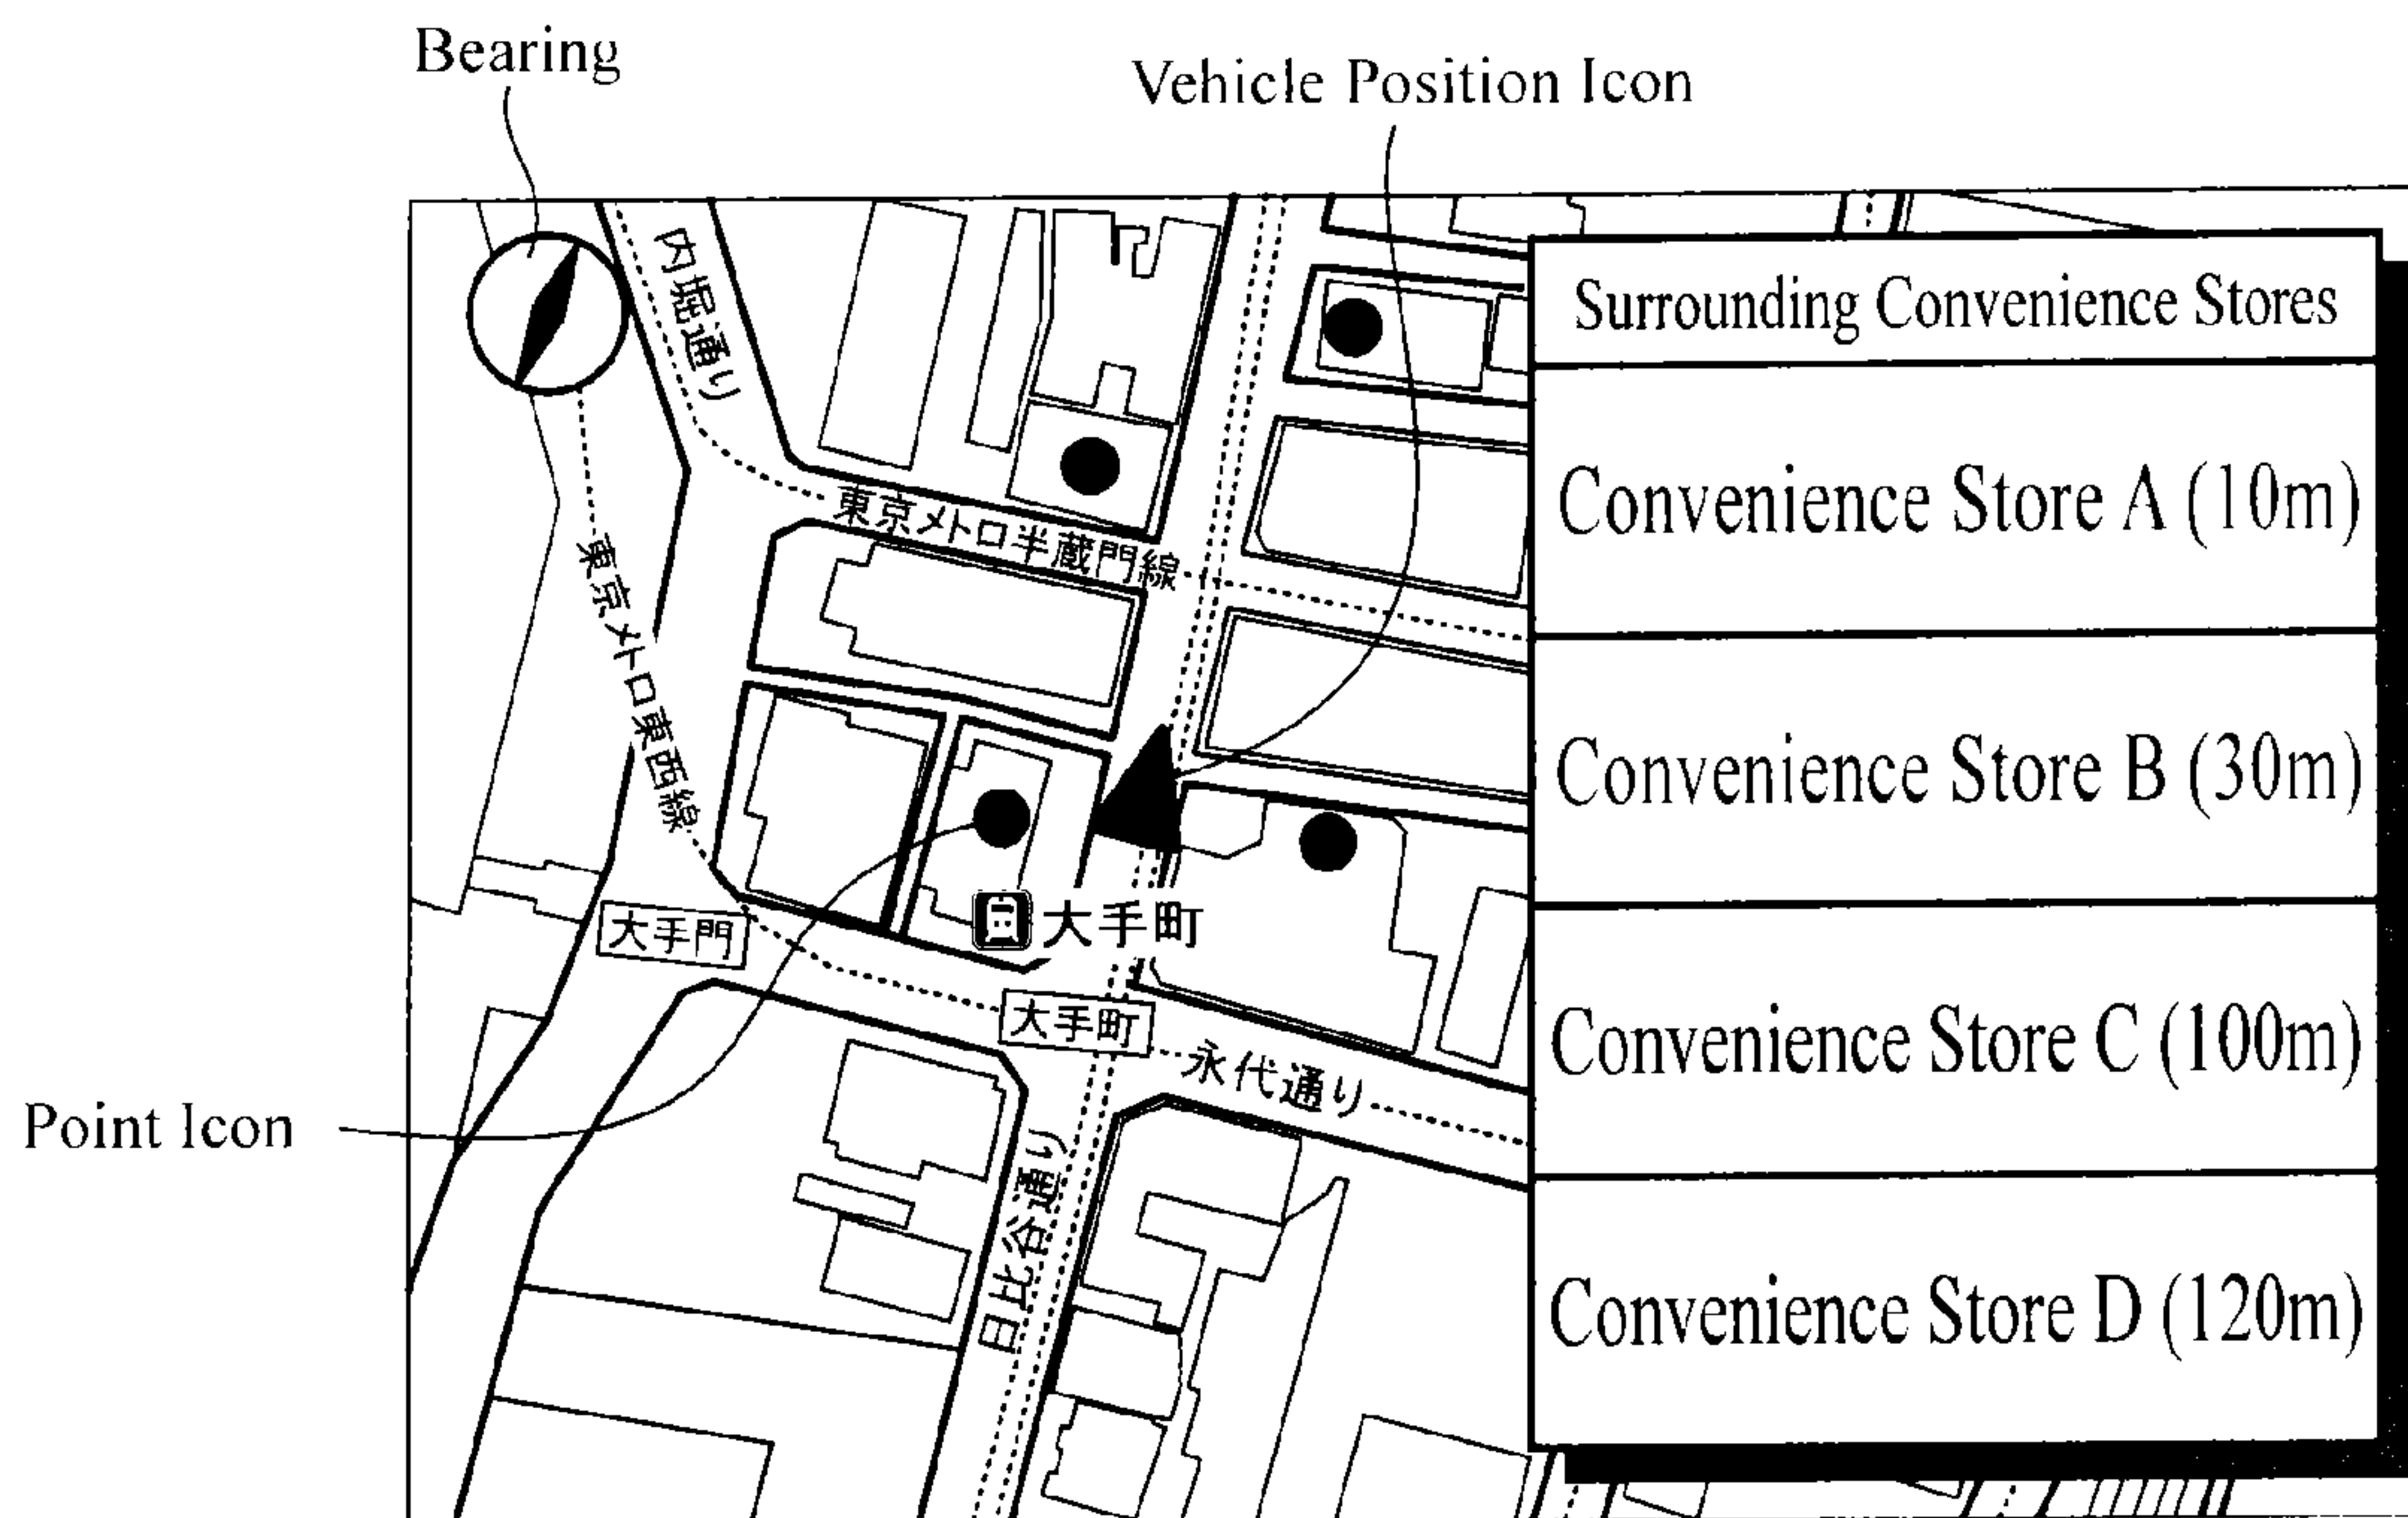 Bearing
Vehicle Position Icon
内堀通り
Surrounding Convenience Stores
東京メトロ半蔵門線
Convenience Store A (10m)
東京メトロ東西線
Convenience Store B (30m)
大手町
大手門
大手町
Convenience Store C (100m)
永代通り
Point Icon
日比谷通り
Convenience Store D (120m)